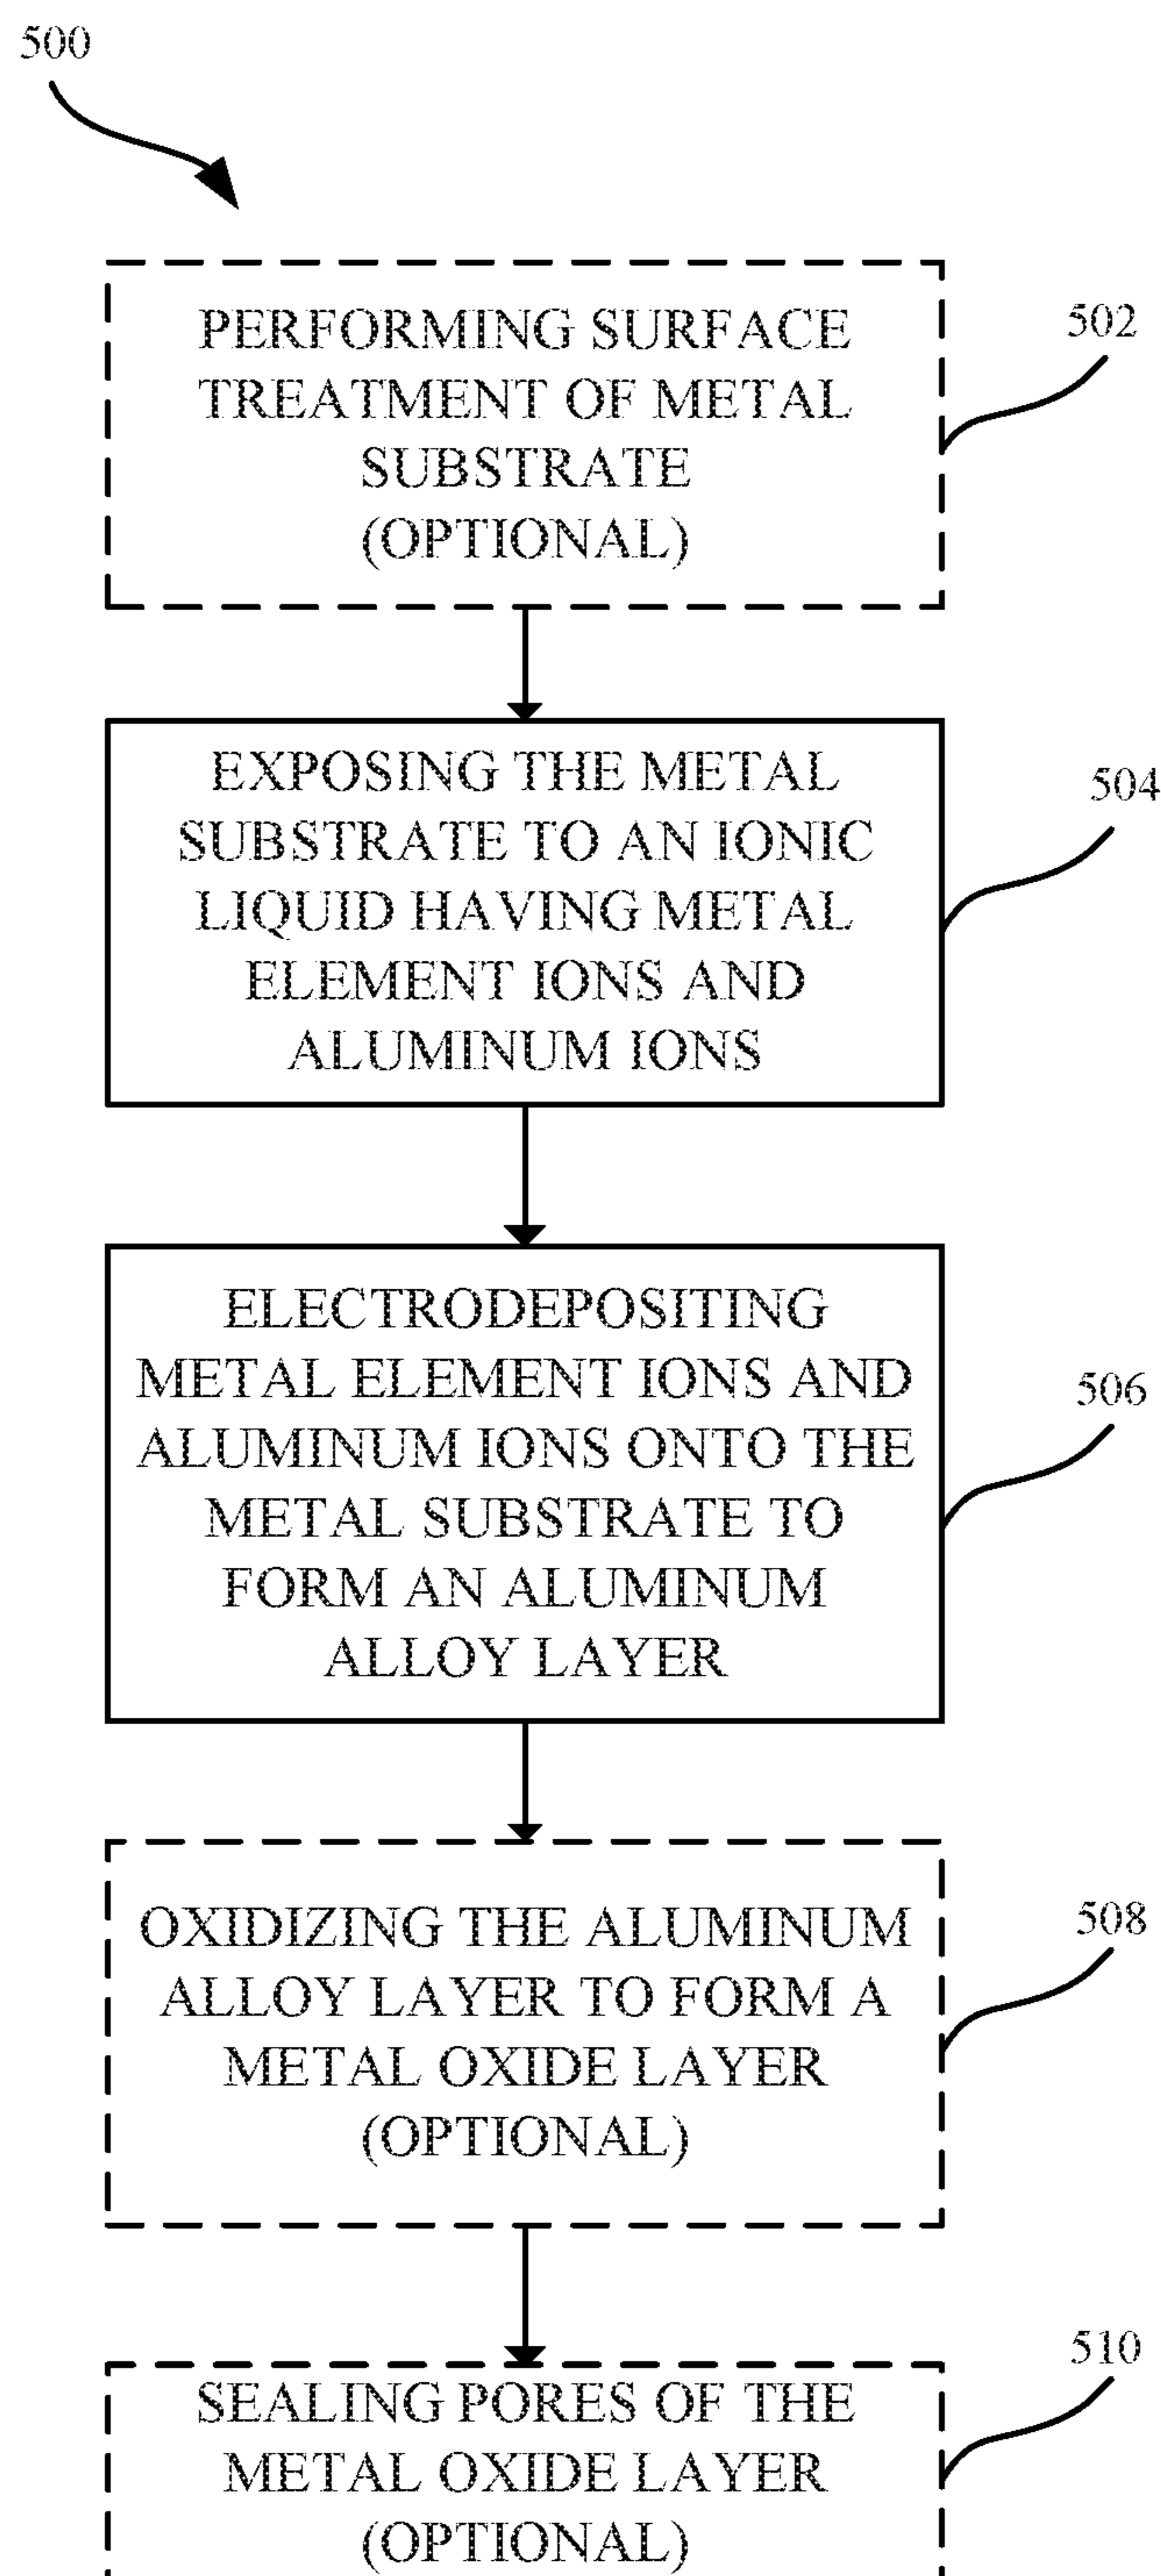 500
PERFORMING SURFACE
TREATMENT OF METAL
SUBSTRATE
(OPTIONAL)
502
EXPOSING THE METAL
SUBSTRATE TO AN IONIC
LIQUID HAVING METAL
ELEMENT IONS AND
ALUMINUM IONS
504
ELECTRODEPOSITING
METAL ELEMENT IONS AND
ALUMINUM IONS ONTO THE
METAL SUBSTRATE TO
FORM AN ALUMINUM
ALLOY LAYER
506
OXIDIZING THE ALUMINUM
ALLOY LAYER TO FORM A
METAL OXIDE LAYER
(OPTIONAL)
508
SEALING PORES OF THE
METAL OXIDE LAYER
(OPTIONAL)
510